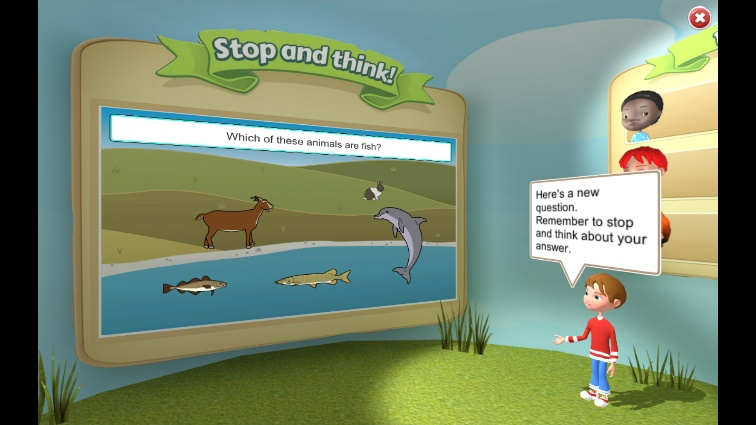 Stop and think!
Which of these animals are fish?
Here's a new
question.
Remember to stop
and think about your
answer.